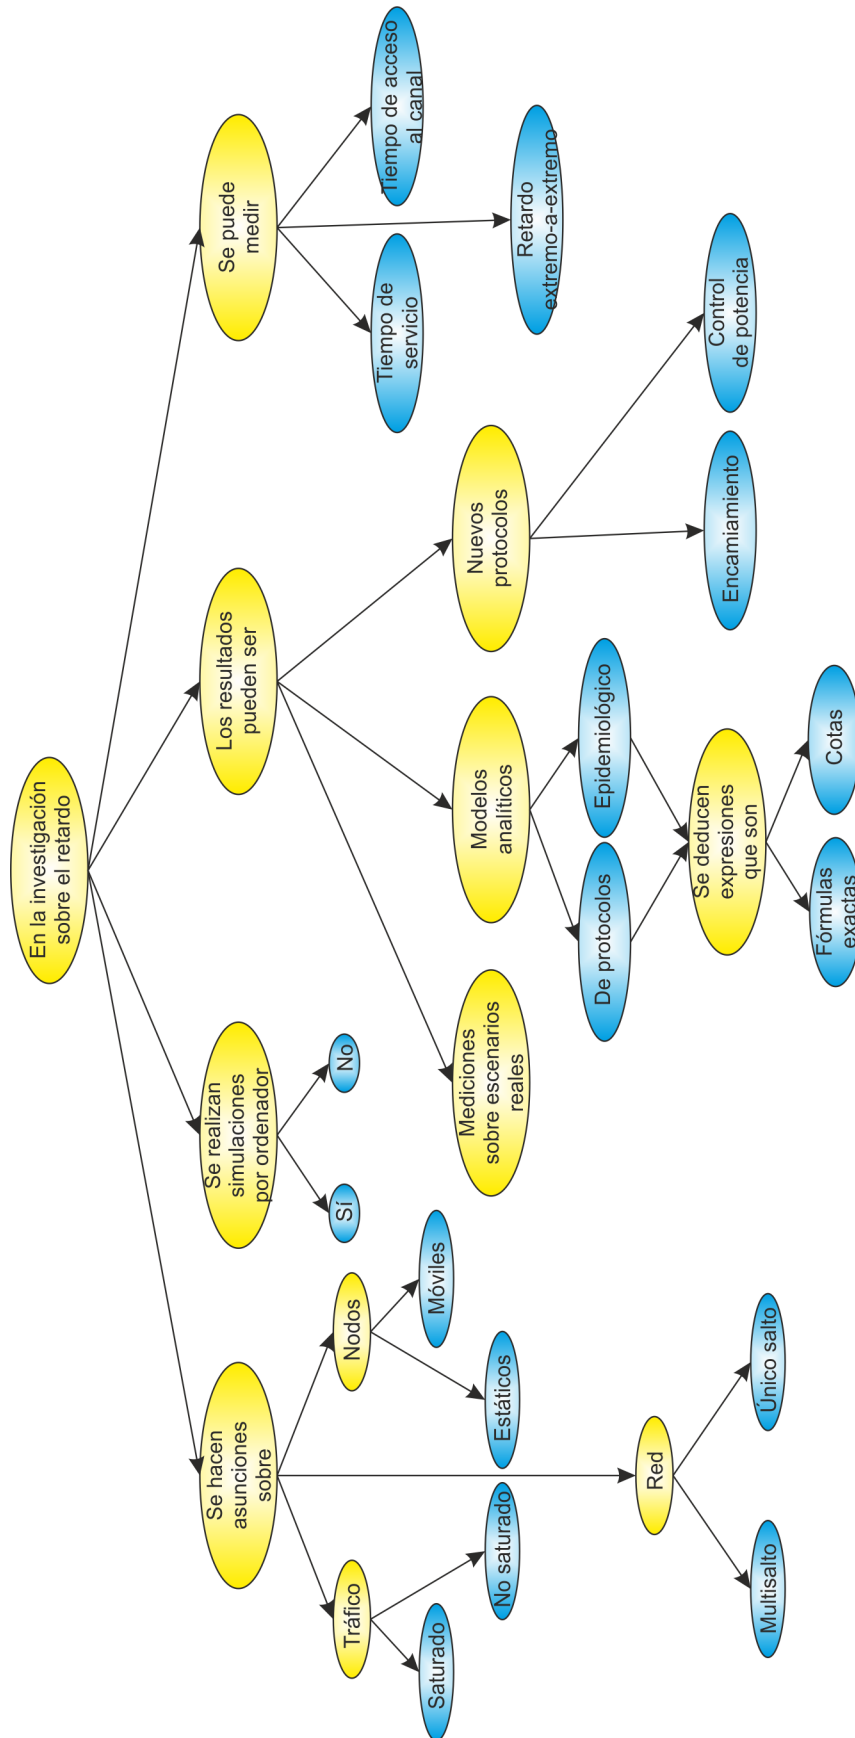 En la investigación
sobre el retardo
Se hacen
asunciones
sobre
Se realizan
simulaciones
por ordenador
Los resultados
pueden ser
Se puede
medir
Tráfico
Nodos
Sí
No
Tiempo de
servicio
Tiempo de acceso
al canal
Saturado
No saturado
Estáticos
Móviles
Mediciones
sobre escenarios
reales
Modelos
analíticos
Nuevos
protocolos
Retardo
extremo-a-extremo
De protocolos
Epidemiológico
Red
Se deducen
expresiones
que son
Encamiamiento
Control
de potencia
Multisalto
Único salto
Fórmulas
exactas
Cotas